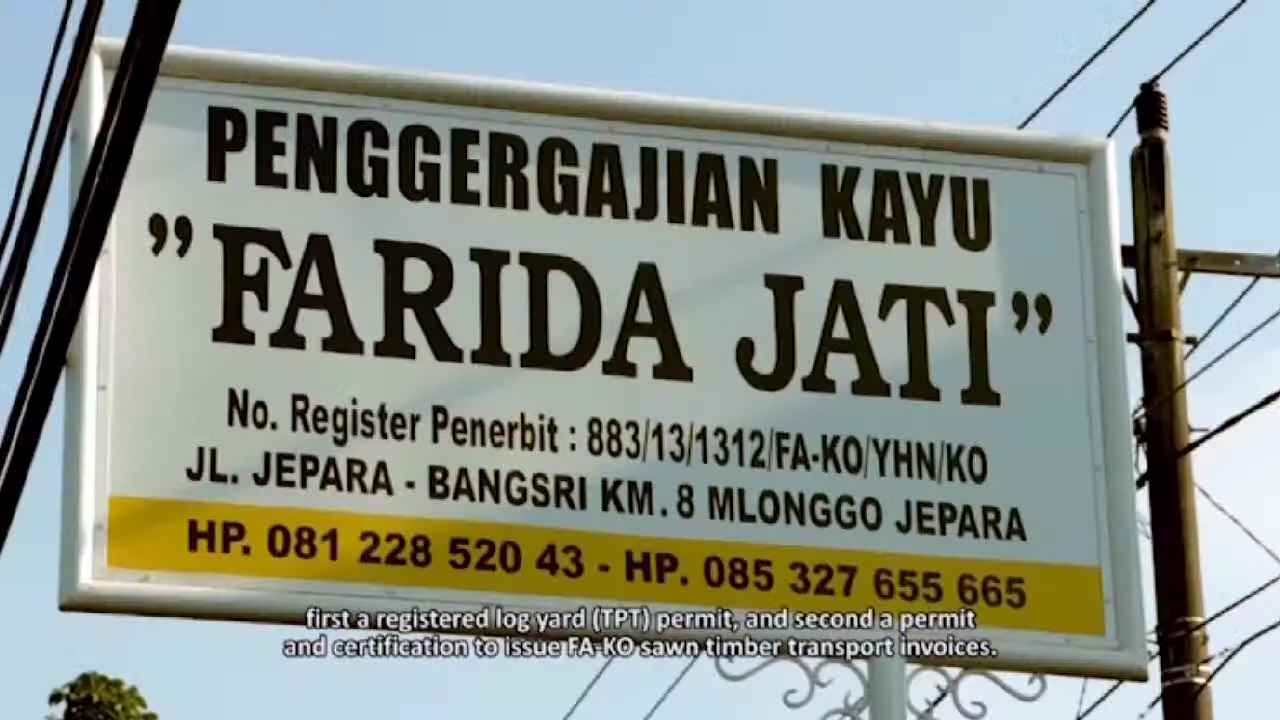 PENGGERGAJIAN KAYU
”FARIDA JATI”
No. Register Penerbit : 883/13/1312/FA-KO/YHN/KO
JL. JEPARA - BANGSRI KM. 8 MLONGGO JEPARA
HP. 081 228 520 43 - HP. 085 327 655 665
first a registered log yard (TPT) permit, and second a permit
and certification to issue FA-KO sawn timber transport invoices.